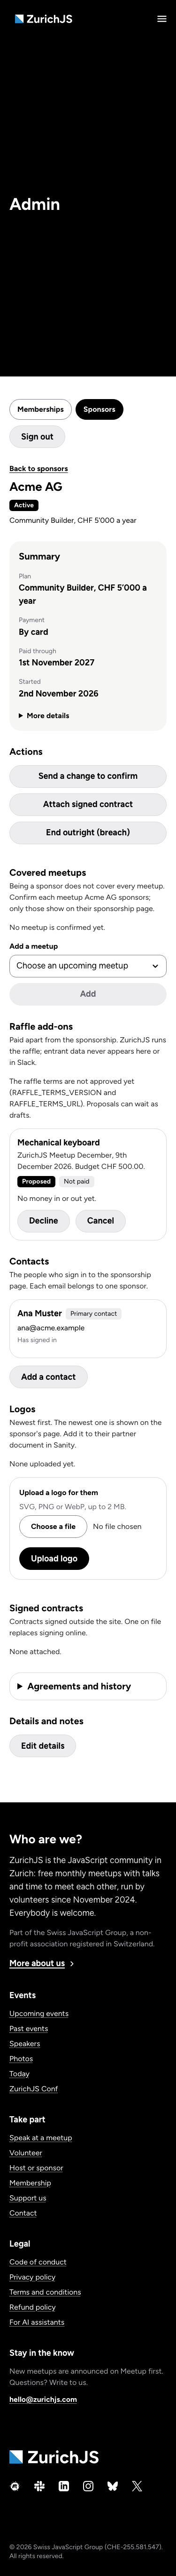 ZurichJS
Admin
Memberships
Sponsors
Sign out
Back to sponsors
Acme AG
Active
Community Builder, CHF 5'000 a year
Summary
Plan
Community Builder, CHF 5'000 a
year
Payment
By card
Paid through
1st November 2027
Started
2nd November 2026
More details
Actions
Send a change to confirm
Attach signed contract
End outright (breach)
Covered meetups
Being a sponsor does not cover every meetup.
Confirm each meetup Acme AG sponsors;
only those show on their sponsorship page.
No meetup is confirmed yet.
Add a meetup
Choose an upcoming meetup
Add
Raffle add-ons
Paid apart from the sponsorship. ZurichJS runs
the raffle; entrant data never appears here or
in Slack.
The raffle terms are not approved yet
(RAFFLE_TERMS_VERSION and
RAFFLE_TERMS_URL). Proposals can wait as
drafts.
Mechanical keyboard
ZurichJS Meetup December, 9th
December 2026. Budget CHF 500.00.
Proposed
Not paid
No money in or out yet.
Decline
Cancel
Contacts
The people who sign in to the sponsorship
page. Each email belongs to one sponsor.
Ana Muster
Primary contact
ana@acme.example
Has signed in
Add a contact
Logos
Newest first. The newest one is shown on the
sponsor's page. Add it to their partner
document in Sanity.
None uploaded yet.
Upload a logo for them
SVG, PNG or WebP, up to 2 MB.
Choose a file
No file chosen
Upload logo
Signed contracts
Contracts signed outside the site. One on file
replaces signing online.
None attached.
Agreements and history
Details and notes
Edit details
Who are we?
ZurichJS is the JavaScript community in
Zurich: free monthly meetups with talks
and time to meet each other, run by
volunteers since November 2024.
Everybody is welcome.
Part of the Swiss JavaScript Group, a non-
profit association registered in Switzerland.
More about us
Events
Upcoming events
Past events
Speakers
Photos
Today
ZurichJS Conf
Take part
Speak at a meetup
Volunteer
Host or sponsor
Membership
Support us
Contact
Legal
Code of conduct
Privacy policy
Terms and conditions
Refund policy
For AI assistants
Stay in the know
New meetups are announced on Meetup first.
Questions? Write to us.
hello@zurichjs.com
ZurichJS
© 2026 Swiss JavaScript Group (CHE-255.581.547).
All rights reserved.